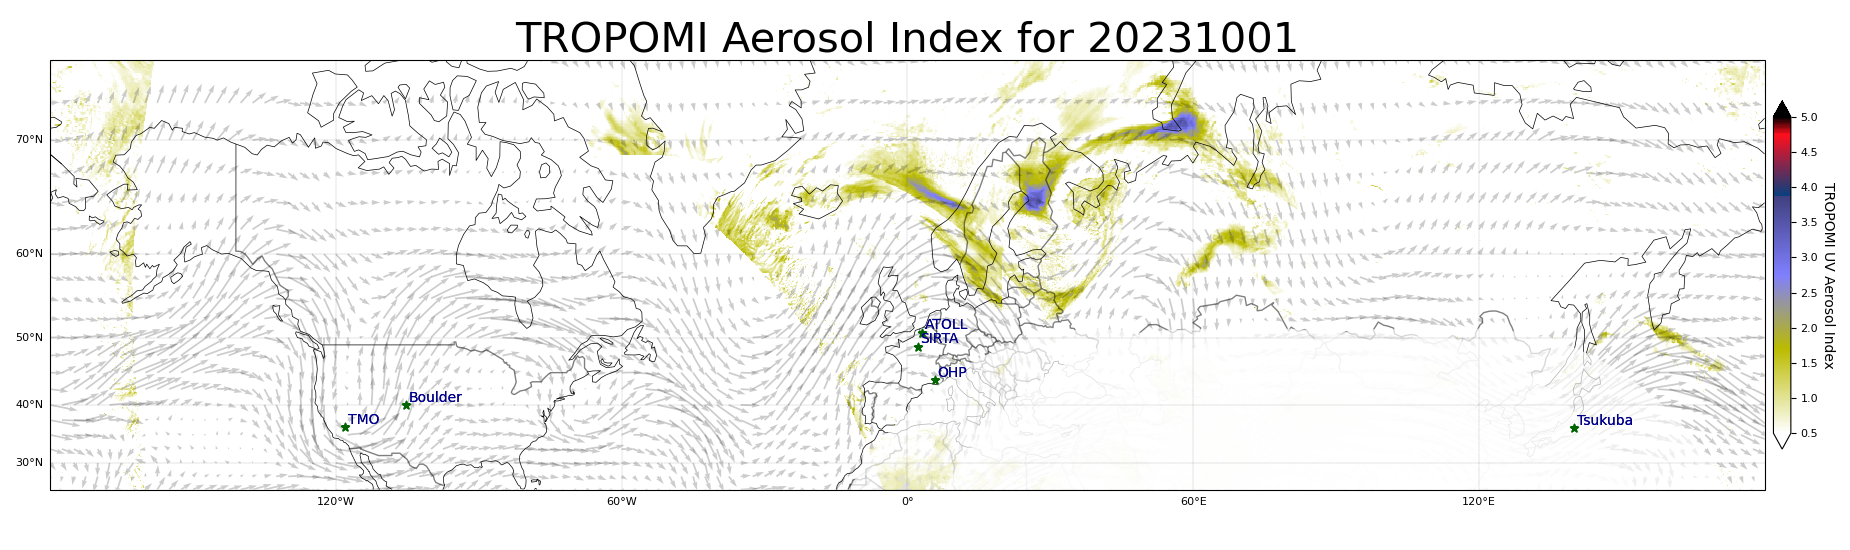 TROPOMI Aerosol Index for 20231001
70°N
60°N
50°N
40°N
30°N
120°W
60°W
0°
60°E
120°E
ATOLL
SIRTA
OHP
Boulder
TMO
Tsukuba
5.0
4.5
4.0
3.5
3.0
2.5
2.0
1.5
1.0
0.5
TROPOMI UV Aerosol Index